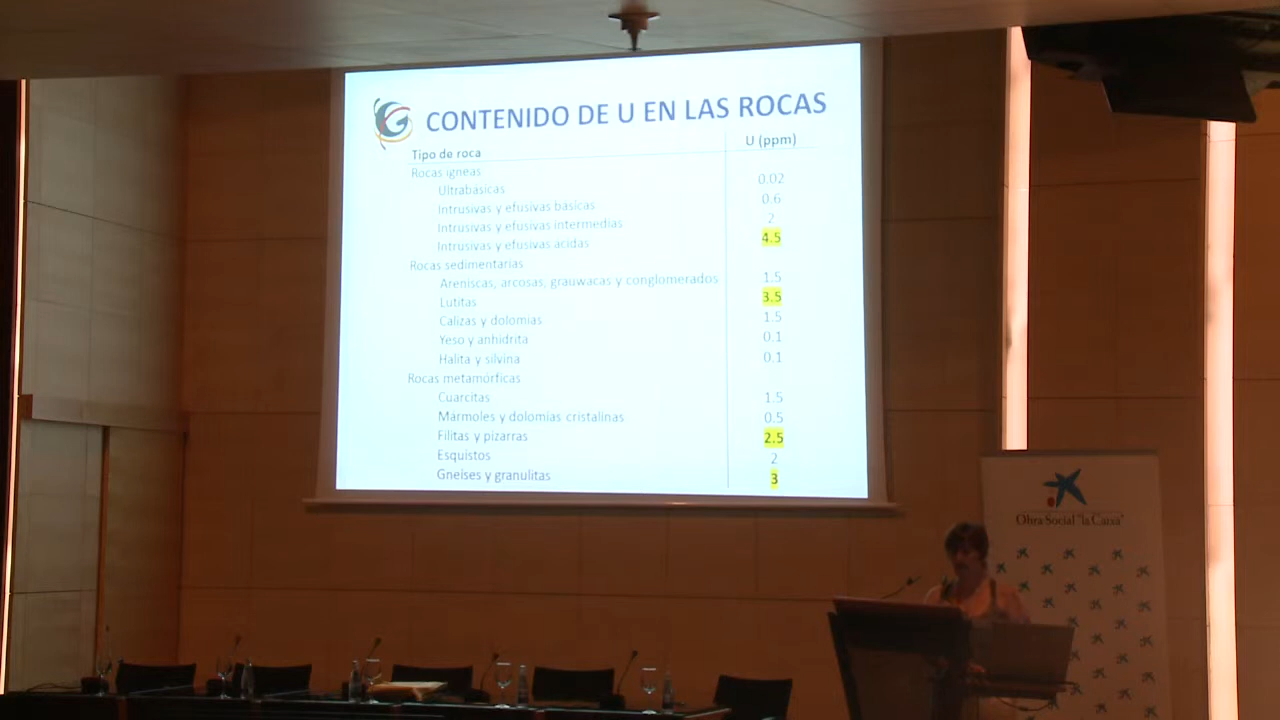 CONTENIDO DE U EN LAS ROCAS
Tipo de roca U (ppm)
Rocas ígneas
Ultrabásicas 0.02
Intrusivas y efusivas básicas 0.6
Intrusivas y efusivas intermedias 2
Intrusivas y efusivas ácidas 4.5
Rocas sedimentarias
Areniscas, arcosas, grauwacas y conglomerados 1.5
Lutitas 3.5
Calizas y dolomías 1.5
Yeso y anhidrita 0.1
Halita y silvina 0.1
Rocas metamórficas
Cuarcitas 1.5
Mármoles y dolomías cristalinas 0.5
Filitas y pizarras 2.5
Esquistos 2
Gneises y granulitas 3
Obra Social "la Caixa"